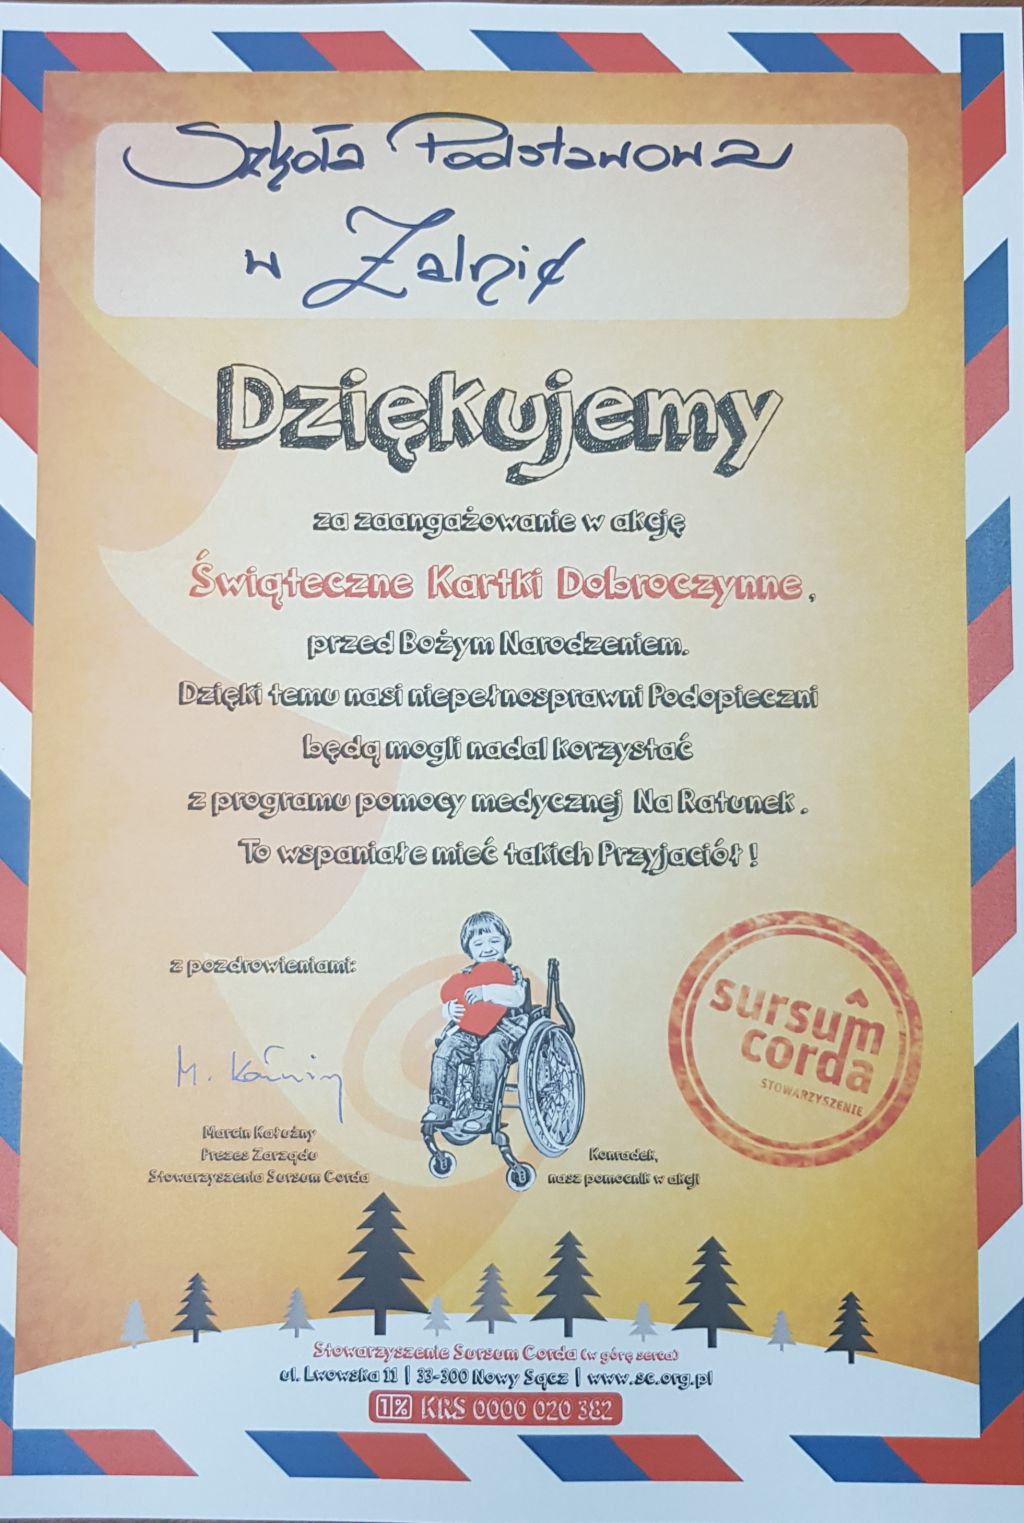 Szkoła Podstawowa
w Żalnie
Dziękujemy
za zaangażowanie w akcję
Świąteczne Kartki Dobroczynne,
przed Bożym Narodzeniem.
Dzięki temu nasi niepełnosprawni Podopieczni
będą mogli nadal korzystać
z programu pomocy medycznej Na Ratunek.
To wspaniałe mieć takich Przyjaciół!
z pozdrowieniami:
sursum
corda
STOWARZYSZENIE
Marcin Kałużny
Prezes Zarządu
Stowarzyszenia Sursum Corda
Konradek,
nasz pomocnik w akcji
Stowarzyszenie Sursum Corda (w górę serca)
ul. Lwowska 11 | 33-300 Nowy Sącz | www.sc.org.pl
1% KRS 0000 020 382